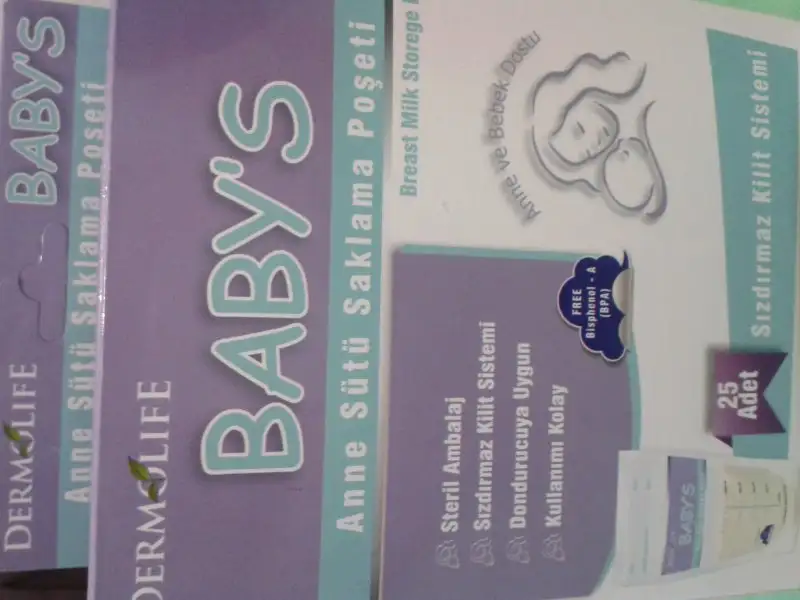 DERMOLIFE
BABY'S
Anne Sütü Saklama Poşeti
DERMOLIFE
BABY'S
Anne Sütü Saklama Poşeti
Breast Milk Storege
Anne ve Bebek Dostu
FREE
Bisphenol - A
(BPA)
Steril Ambalaj
Sızdırmaz Kilit Sistemi
Dondurucuya Uygun
Kullanımı Kolay
25
Adet
Sızdırmaz Kilit Sistemi
BABY'S